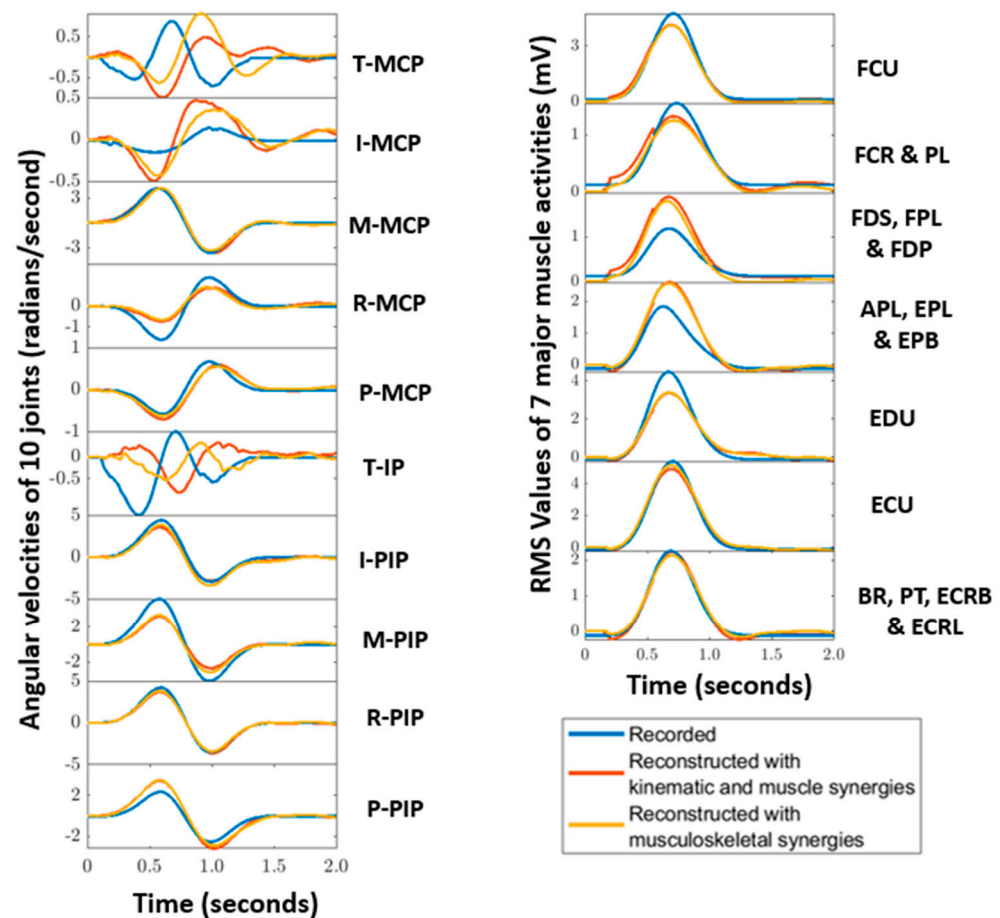 Angular velocities of 10 joints (radians/second)
0.5
-0.5
T-MCP
0.5
0
-0.5
I-MCP
3
-3
M-MCP
0
-1
R-MCP
1
0
-1
P-MCP
0
-0.5
T-IP
5
0
-5
I-PIP
2
-2
M-PIP
5
0
-5
R-PIP
2
-2
P-PIP
0
0.5
1.0
1.5
2.0
Time (seconds)
RMS Values of 7 major muscle activities (mV)
3
0
FCU
1
0
FCR & PL
1
0
FDS, FPL
& FDP
2
1
0
APL, EPL
& EPB
4
2
0
EDU
4
2
0
ECU
2
1
0
BR, PT, ECRB
& ECRL
0
0.5
1.0
1.5
2.0
Time (seconds)
Recorded
Reconstructed with
kinematic and muscle synergies
Reconstructed with
musculoskeletal synergies